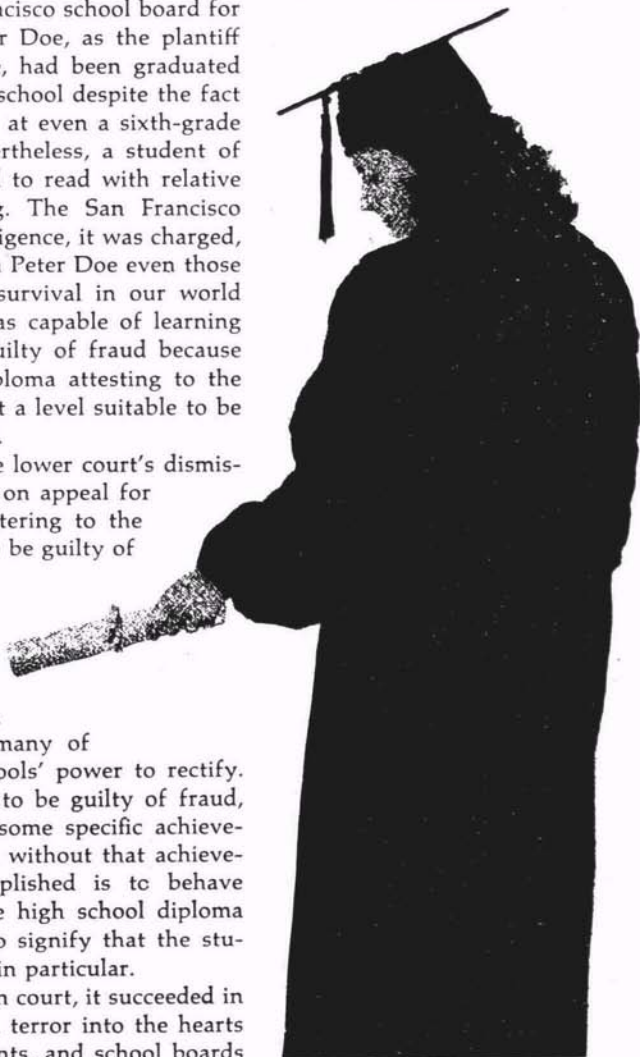 ncisco school board for
r Doe, as the plantiff
, had been graduated
school despite the fact
at even a sixth-grade
ertheless, a student of
to read with relative
g. The San Francisco
igence, it was charged,
Peter Doe even those
survival in our world
as capable of learning
uilty of fraud because
ploma attesting to the
t a level suitable to be
.
e lower court's dismis-
on appeal for
tering to the
be guilty of
many of
ools' power to rectify.
to be guilty of fraud,
some specific achieve-
without that achieve-
plished is to behave
e high school diploma
o signify that the stu-
in particular.
n court, it succeeded in
terror into the hearts
nts, and school boards